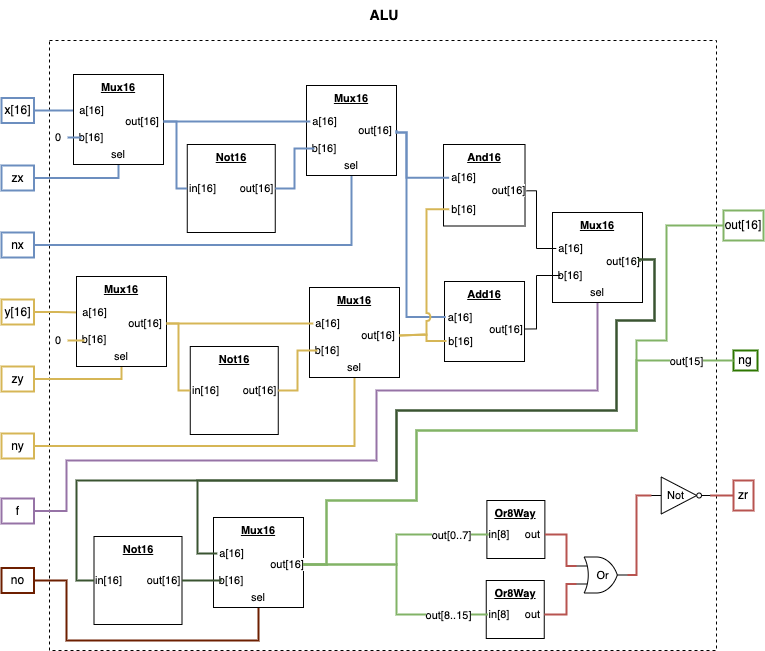 ALU
Mux16
Mux16
x[16]
a[16]
out[16]
a[16]
out[16]
0
b[16]
b[16]
sel
Not16
And16
sel
zx
in[16]
out[16]
a[16]
out[16]
b[16]
Mux16
out[16]
nx
a[16]
out[16]
b[16]
Mux16
Mux16
Add16
sel
y[16]
a[16]
out[16]
a[16]
a[16]
out[16]
0
b[16]
b[16]
out[16]
b[16]
sel
Not16
sel
out[15]
ng
zy
in[16]
out[16]
ny
Not
zr
f
Mux16
Or8Way
out[0..7]
in[8]
out
Not16
a[16]
out[16]
no
in[16]
out[16]
b[16]
Or
sel
Or8Way
out[8..15]
in[8]
out